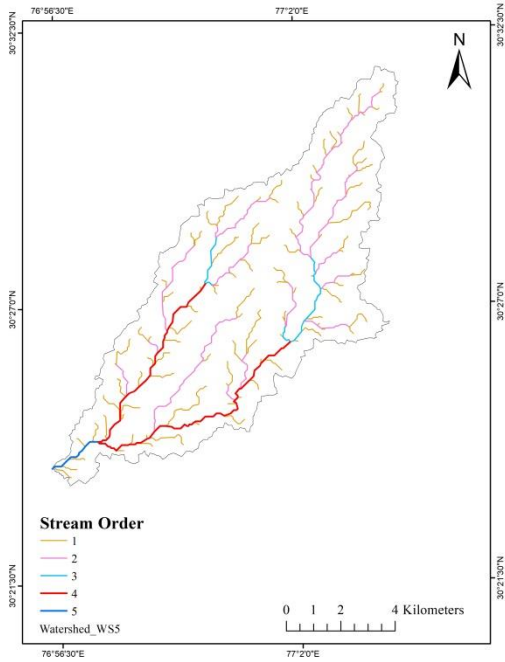 76°56'30"E 77°2'0"E
30°32'30"N 30°32'30"N
N
30°27'0"N 30°27'0"N
Stream Order
1
2
3
4
5
Watershed_WS5
30°21'30"N 30°21'30"N
0 1 2 4 Kilometers
76°56'30"E 77°2'0"E